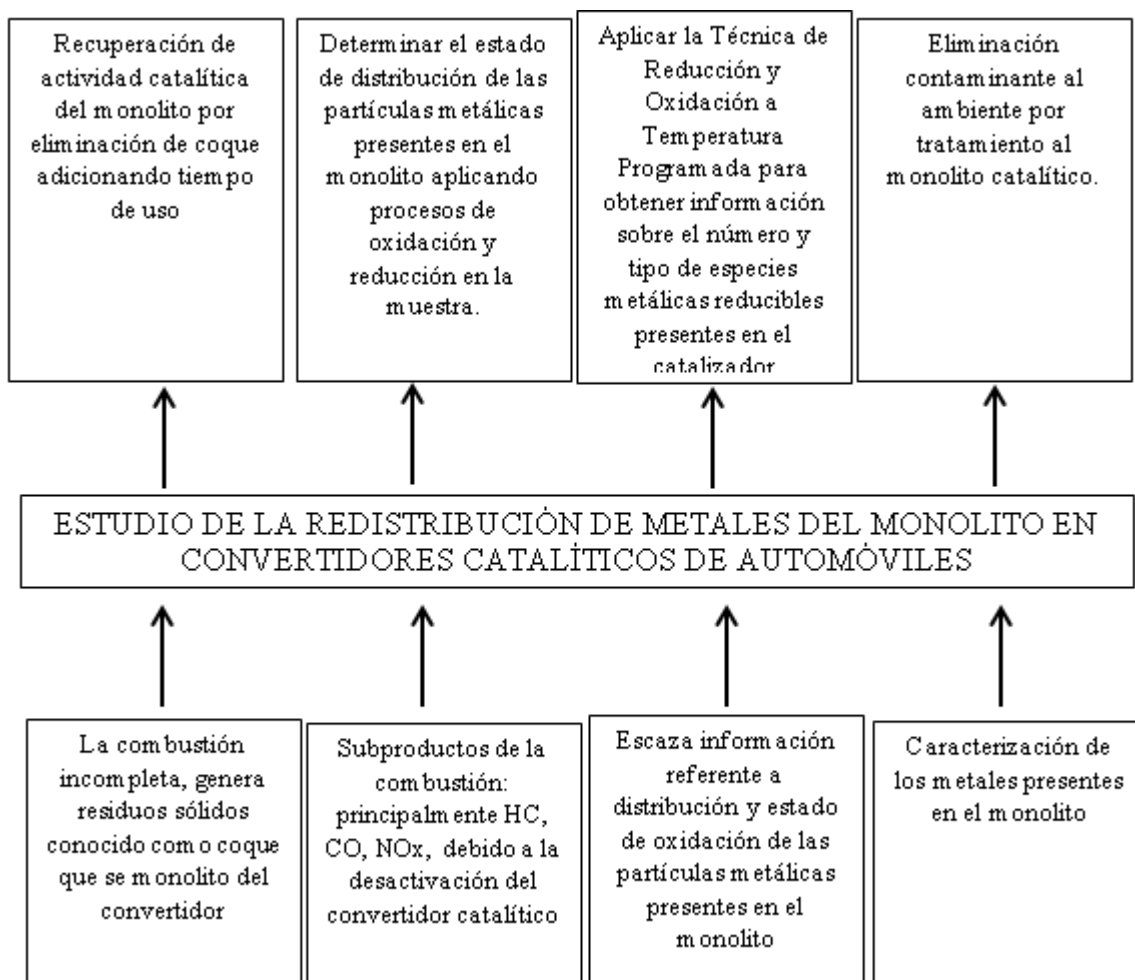 Recuperación de
actividad catalítica
del monolito por
eliminación de coque
adicionando tiempo
de uso
Determinar el estado
de distribución de las
partículas metálicas
presentes en el
monolito aplicando
procesos de
oxidación y
reducción en la
muestra.
Aplicar la Técnica de
Reducción y
Oxidación a
Temperatura
Programada para
obtener información
sobre el número y
tipo de especies
metálicas reducibles
presentes en el
catalizador
Eliminación
contaminante al
ambiente por
tratamiento al
monolito catalítico.
ESTUDIO DE LA REDISTRIBUCIÓN DE METALES DEL MONOLITO EN
CONVERTIDORES CATALÍTICOS DE AUTOMÓVILES
La combustión
incompleta, genera
residuos sólidos
conocido como coque
que se monolito del
convertidor
Subproductos de la
combustión:
principalmente HC,
CO, NOx, debido a la
desactivación del
convertidor catalítico
Escaza información
referente a
distribución y estado
de oxidación de las
partículas metálicas
presentes en el
monolito
Caracterización de
los metales presentes
en el monolito